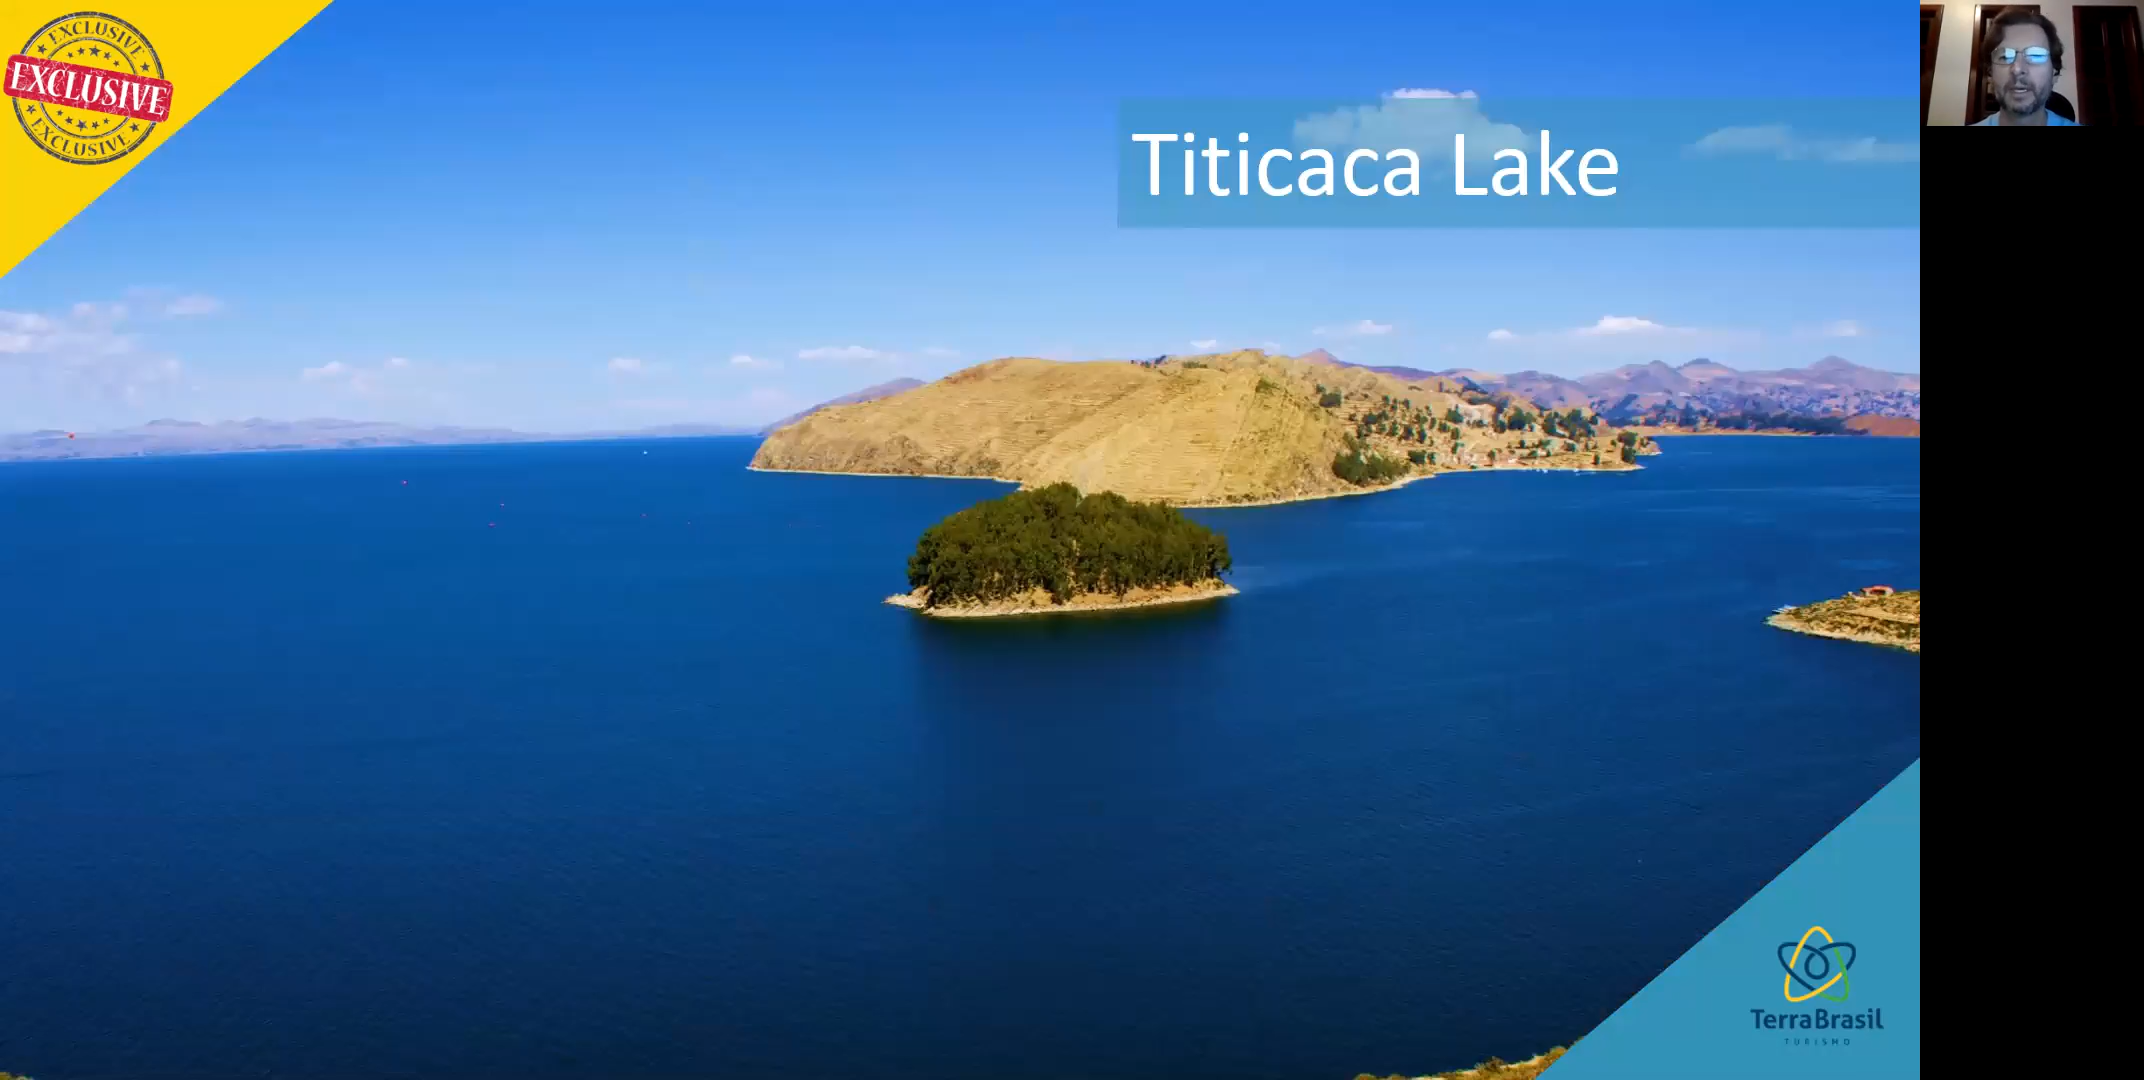 EXCLUSIVE
EXCLUSIVE
EXCLUSIVE
Titicaca Lake
TerraBrasil
TURISMO